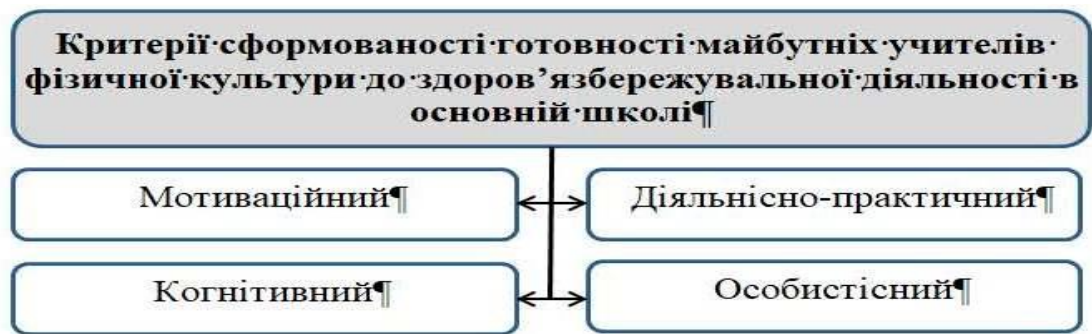 Критерії·сформованості·готовності·майбутніх·учителів·
фізичної·культури·до·здоров’язбережувальної·діяльності·в·
основній·школі¶
Мотиваційний¶
Діяльнісно-практичний¶
Когнітивний¶
Особистісний¶